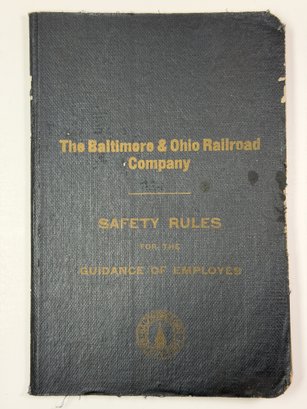 The Baltimore & Ohio Railroad
Company
SAFETY RULES
FOR THE
GUIDANCE OF EMPLOYES